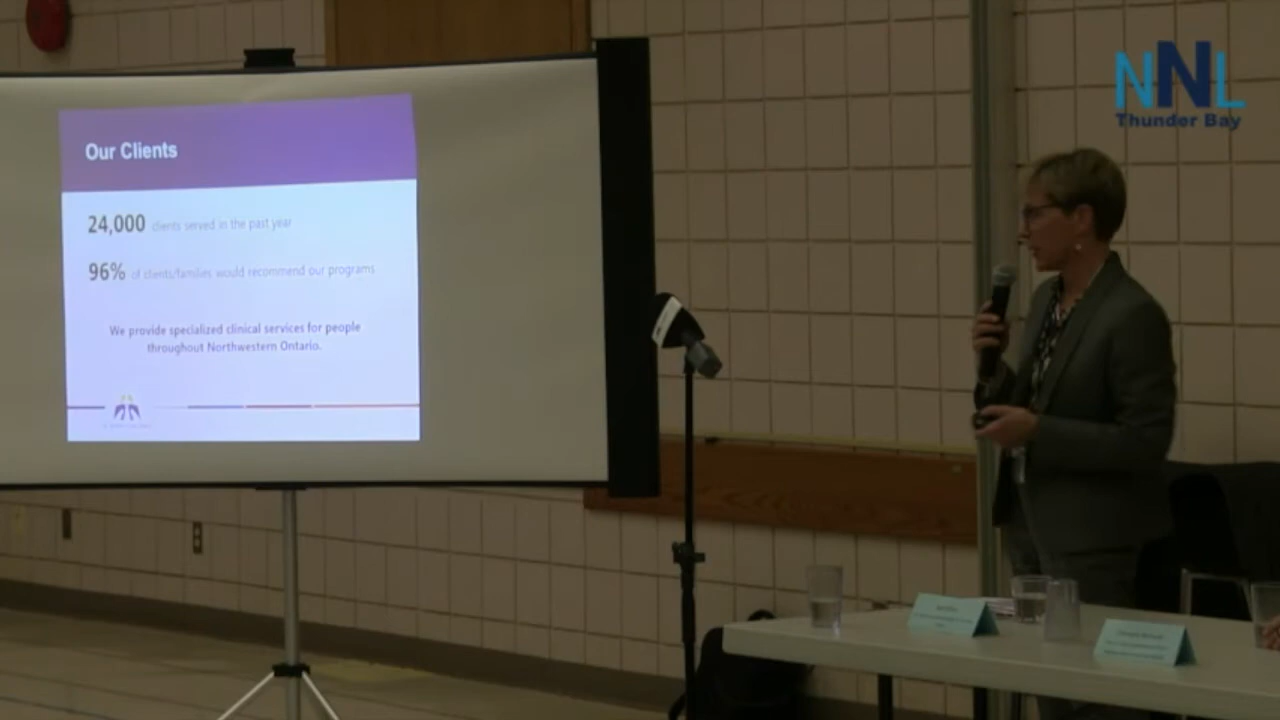 NNL
Thunder Bay
Our Clients
24,000 clients served in the past year
96% of clients/families would recommend our programs
We provide specialized clinical services for people
throughout Northwestern Ontario.